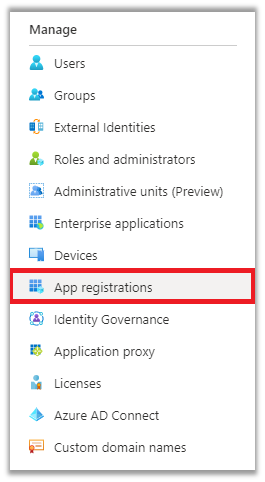 Manage
Users
Groups
External Identities
Roles and administrators
Administrative units (Preview)
Enterprise applications
Devices
App registrations
Identity Governance
Application proxy
Licenses
Azure AD Connect
Custom domain names